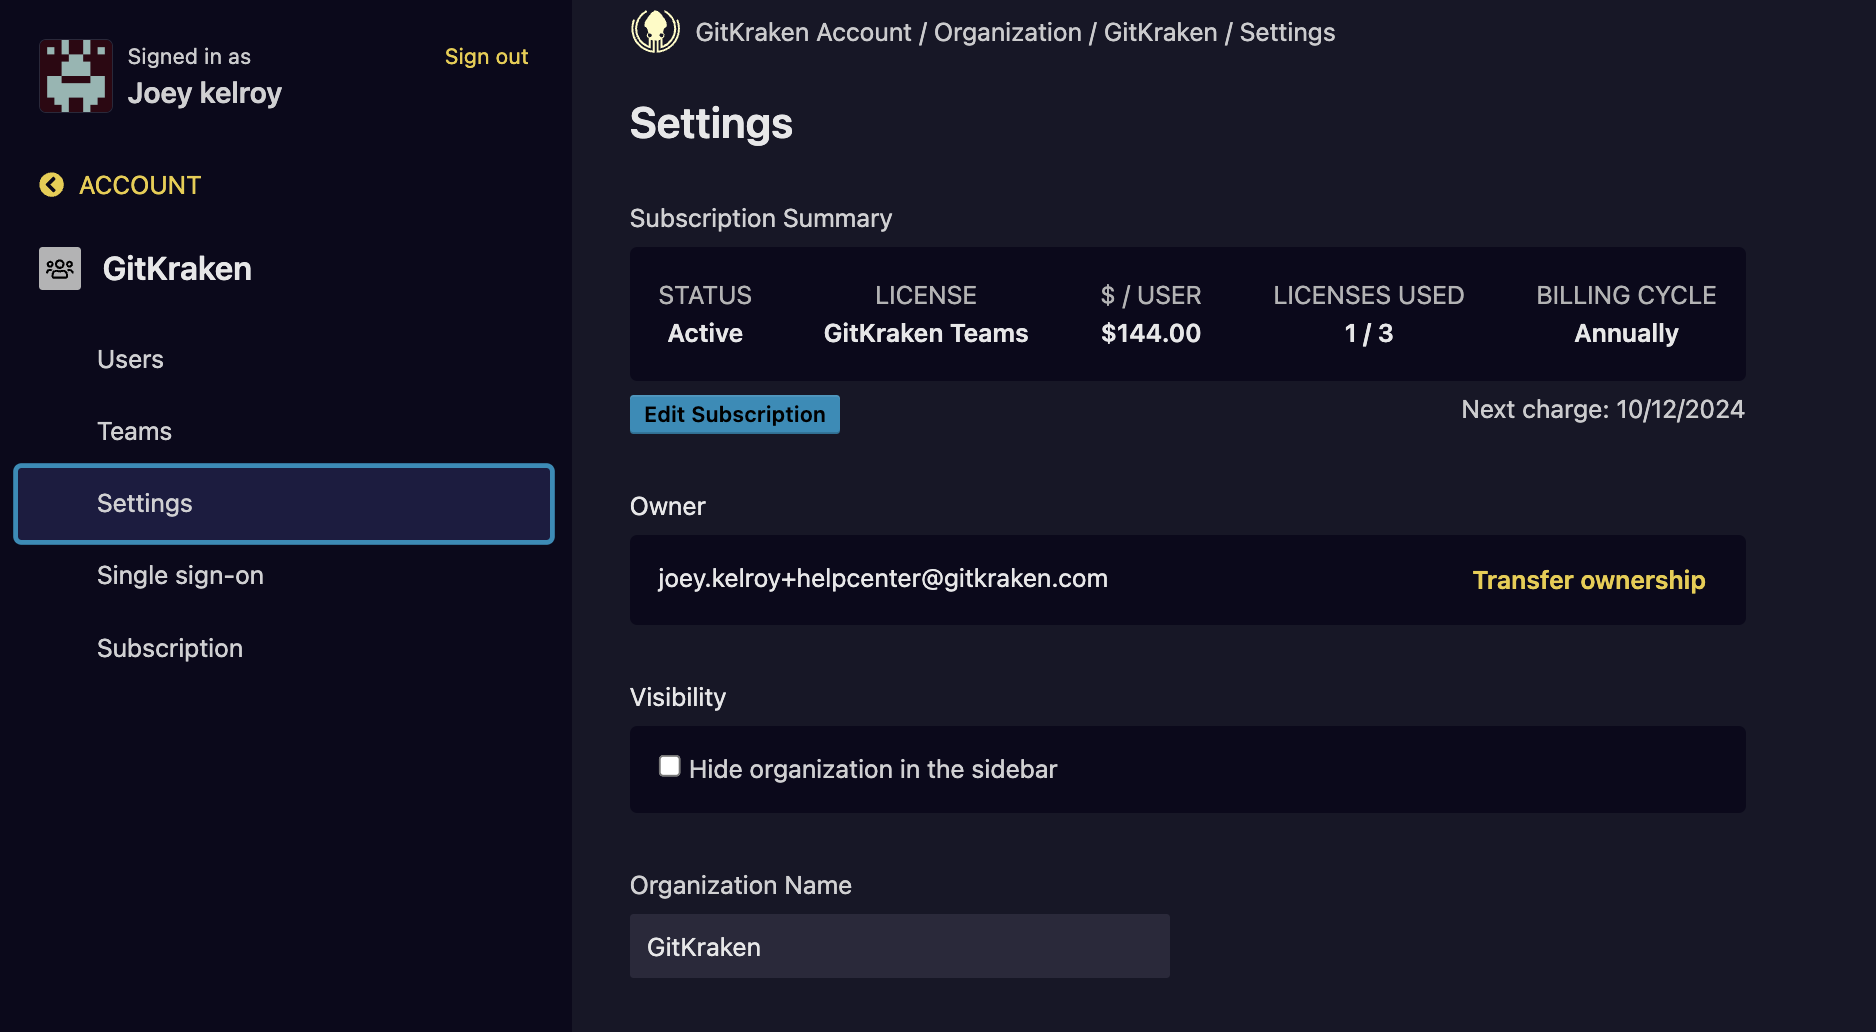 Signed in as
Sign out
Joey kelroy
ACCOUNT
GitKraken
Users
Teams
Settings
Single sign-on
Subscription
GitKraken Account / Organization / GitKraken / Settings
Settings
Subscription Summary
STATUS LICENSE $ / USER LICENSES USED BILLING CYCLE
Active GitKraken Teams $144.00 1 / 3 Annually
Edit Subscription
Next charge: 10/12/2024
Owner
joey.kelroy+helpcenter@gitkraken.com
Transfer ownership
Visibility
Hide organization in the sidebar
Organization Name
GitKraken